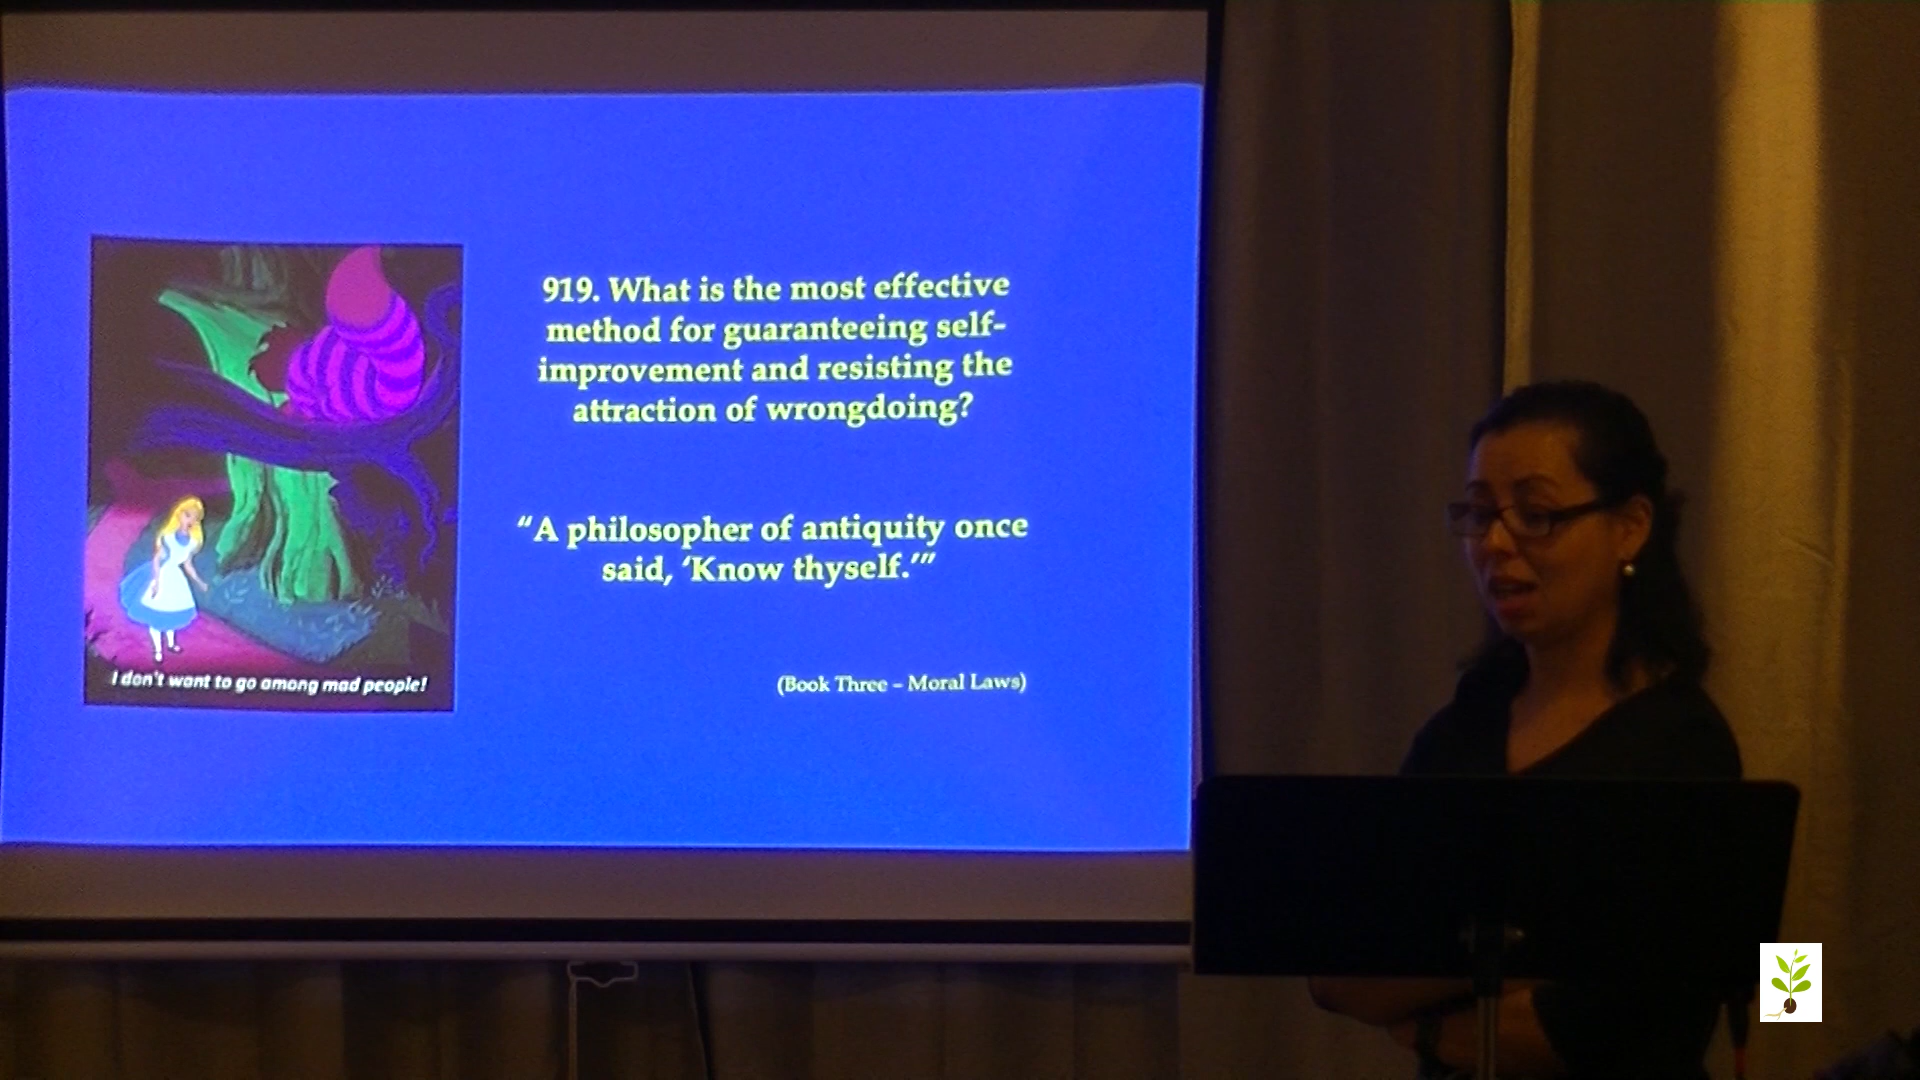 919. What is the most effective
method for guaranteeing self-
improvement and resisting the
attraction of wrongdoing?
“A philosopher of antiquity once
said, ‘Know thyself.’”
(Book Three – Moral Laws)
I don't want to go among mad people!